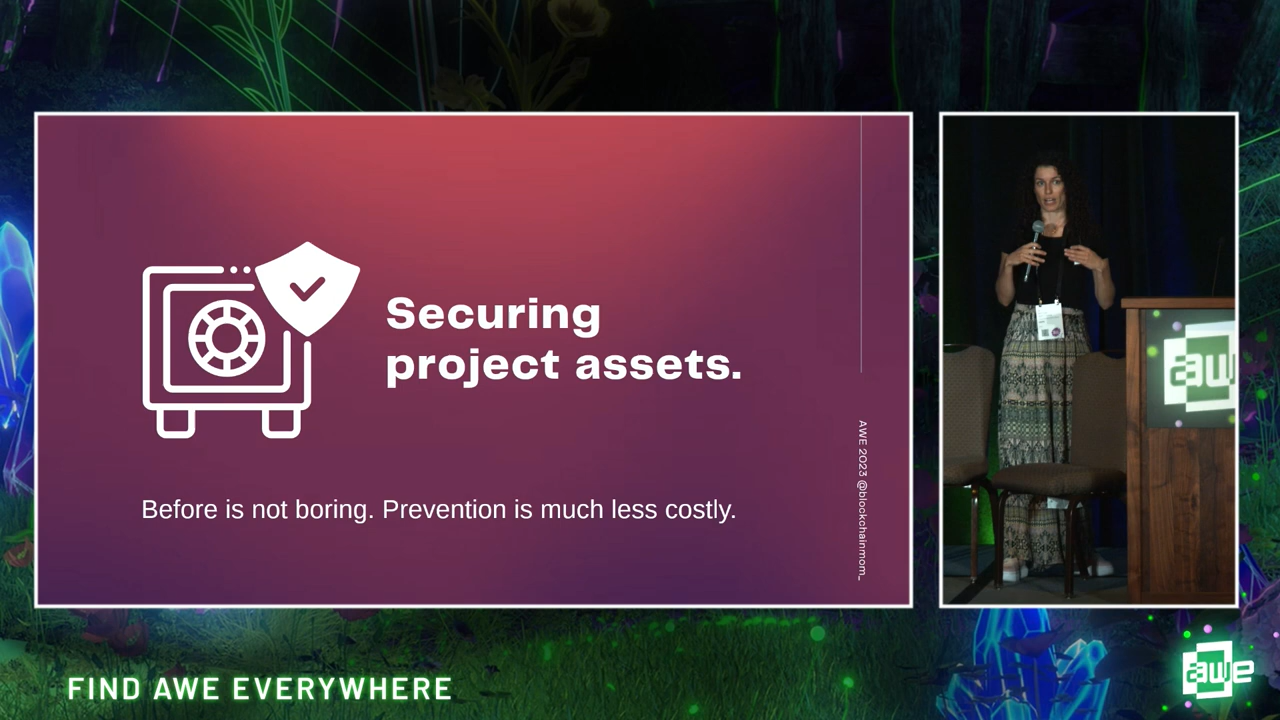 Securing
project assets.
Before is not boring. Prevention is much less costly.
AWE 2023 @blockchainmom_
awe
FIND AWE EVERYWHERE
awe